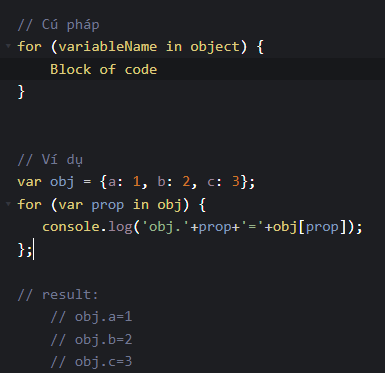 // Cú pháp
for (variableName in object) {
    Block of code
}
// Ví dụ
var obj = {a: 1, b: 2, c: 3};
for (var prop in obj) {
   console.log('obj.'+prop+'='+obj[prop]);
};
// result:
    // obj.a=1
    // obj.b=2
    // obj.c=3